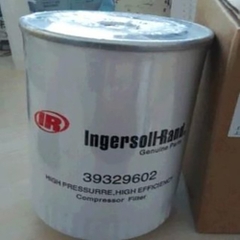 IR
Ingersoll-Rand
Genuine Parts
39329602
HIGH PRESSURRE, HIGH EFFICIENCY
Compressor Filter